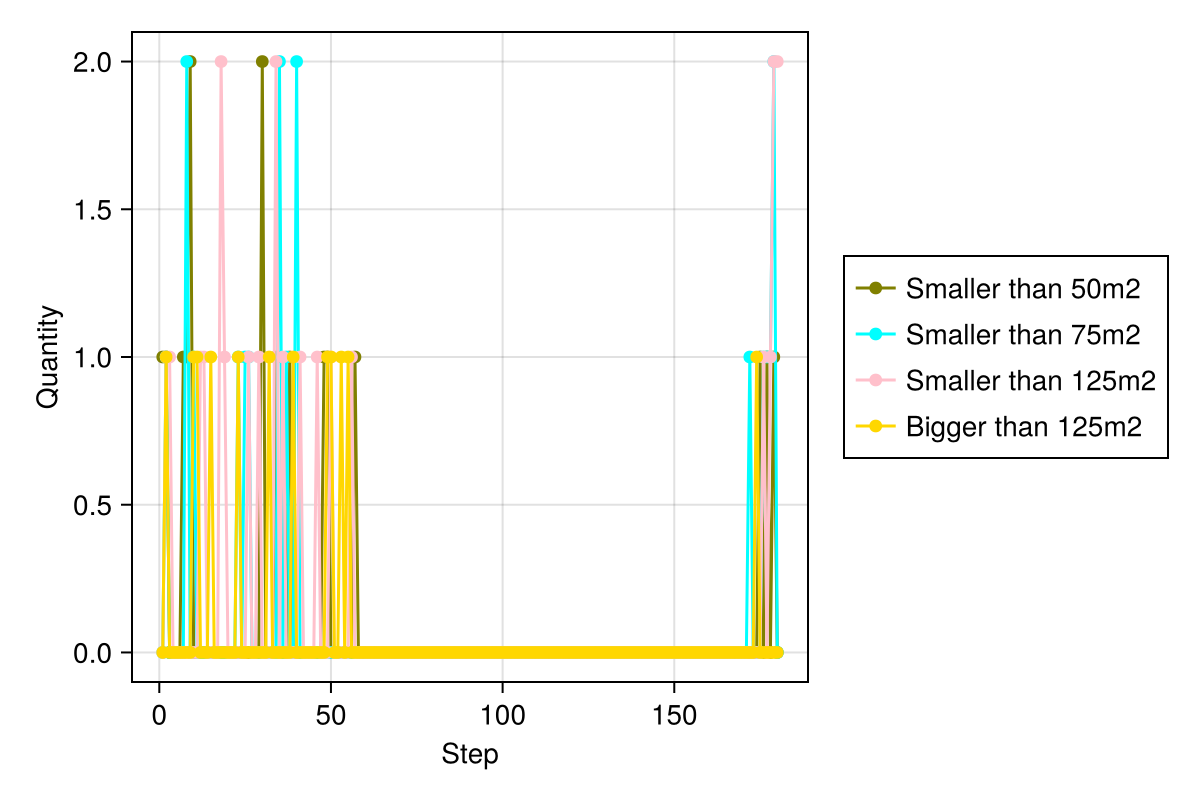 2.0
1.5
1.0
0.5
0.0
Quantity
0
50
100
150
Step
Smaller than 50m2
Smaller than 75m2
Smaller than 125m2
Bigger than 125m2